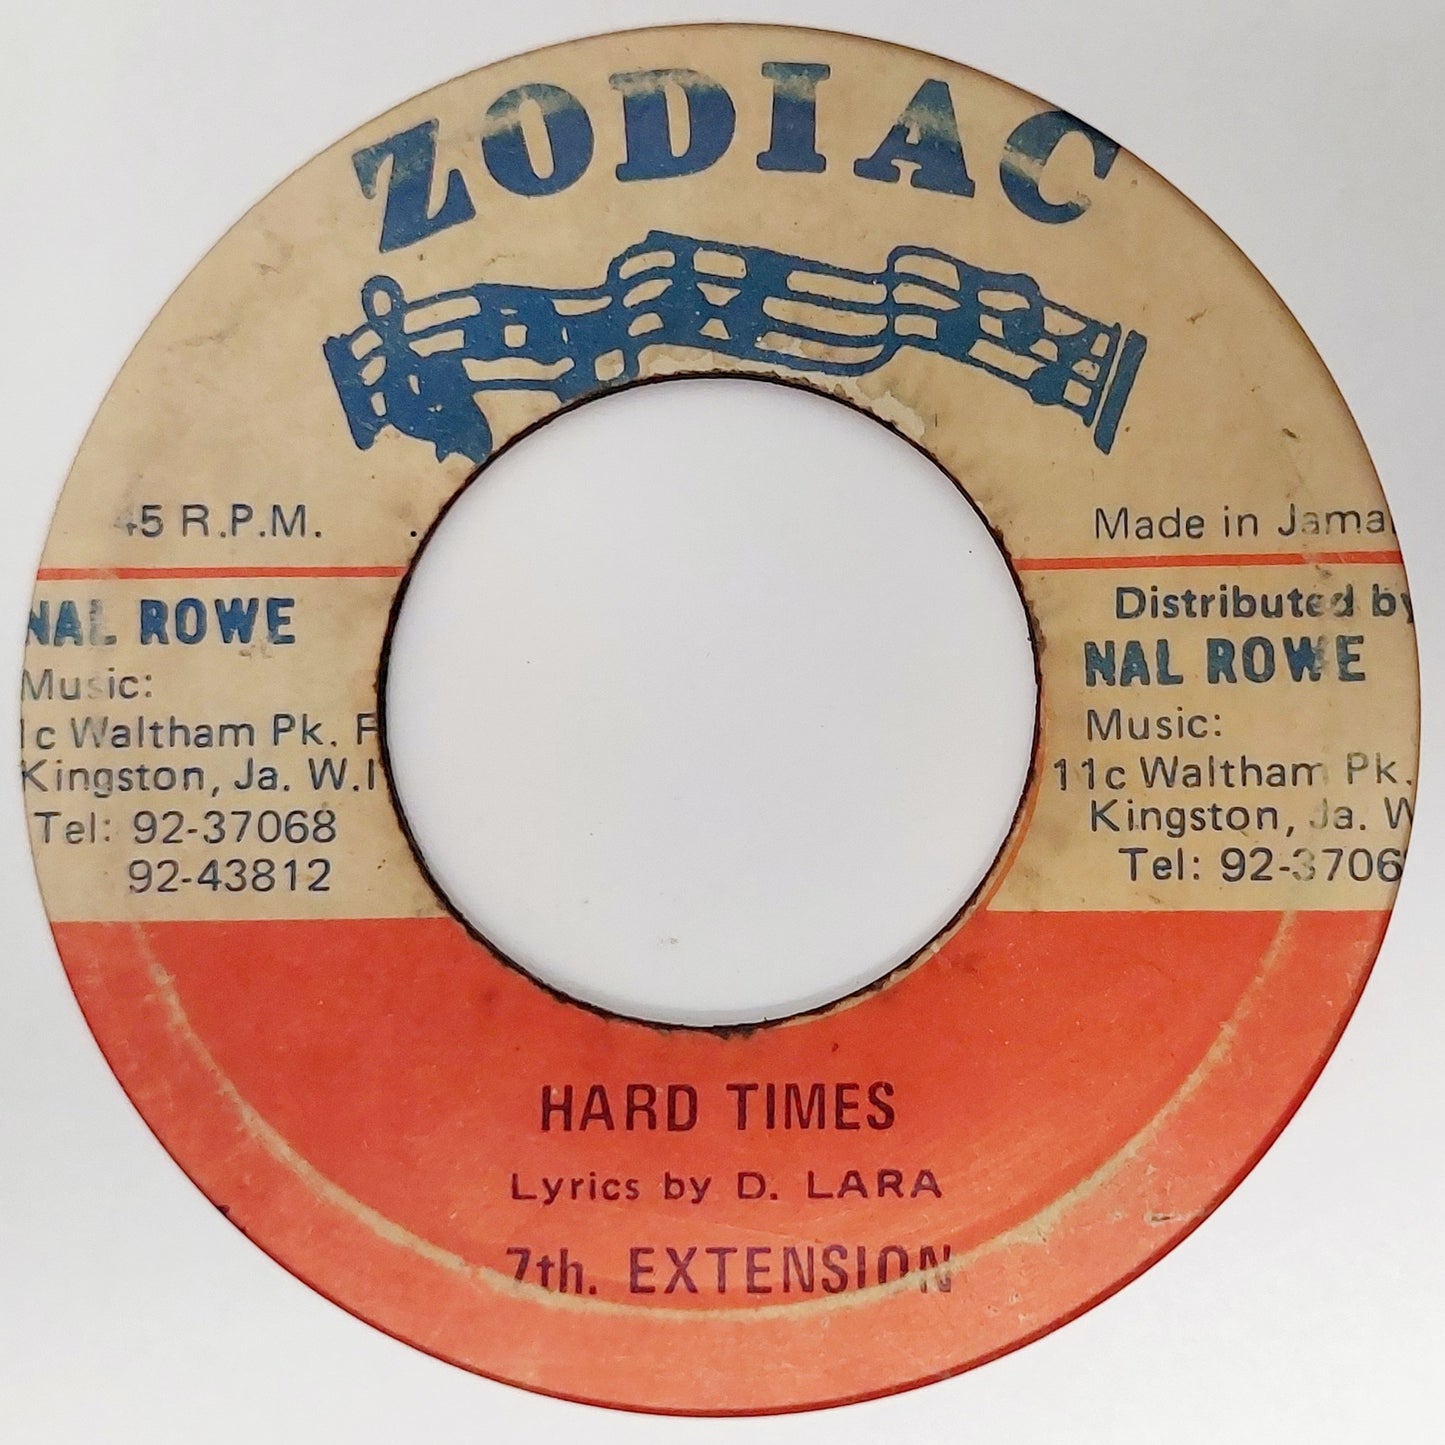 ZODIAC
45 R.P.M.
Made in Jama
NAL ROWE
Music:
1c Waltham Pk. F
Kingston, Ja. W.I
Tel: 92-37068
92-43812
Distributed by
NAL ROWE
Music:
11c Waltham Pk.
Kingston, Ja. W
Tel: 92-3706
HARD TIMES
Lyrics by D. LARA
7th. EXTENSION